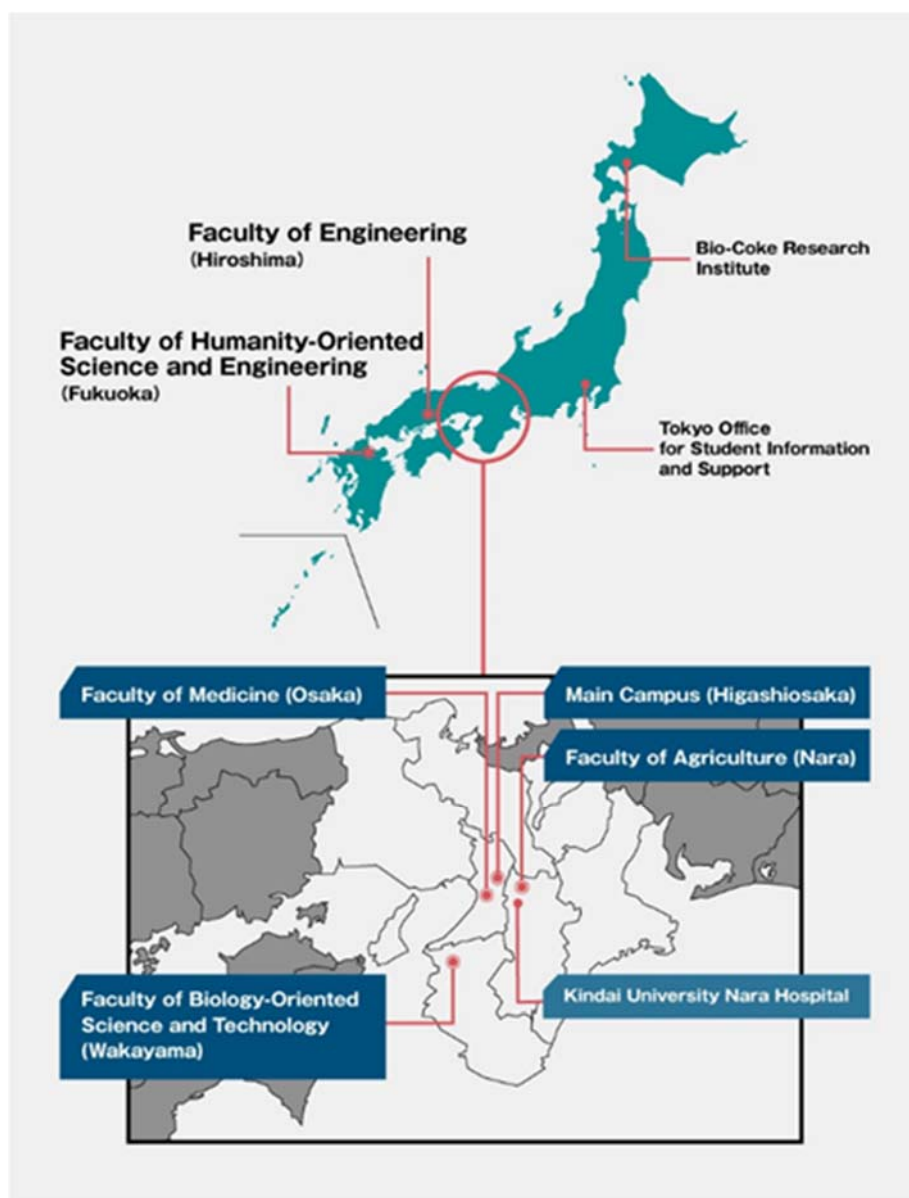 Faculty of Engineering
(Hiroshima)
Bio-Coke Research
Institute
Faculty of Humanity-Oriented
Science and Engineering
(Fukuoka)
Tokyo Office
for Student Information
and Support
Faculty of Medicine (Osaka)
Main Campus (Higashiosaka)
Faculty of Agriculture (Nara)
Faculty of Biology-Oriented
Science and Technology
(Wakayama)
Kindai University Nara Hospital